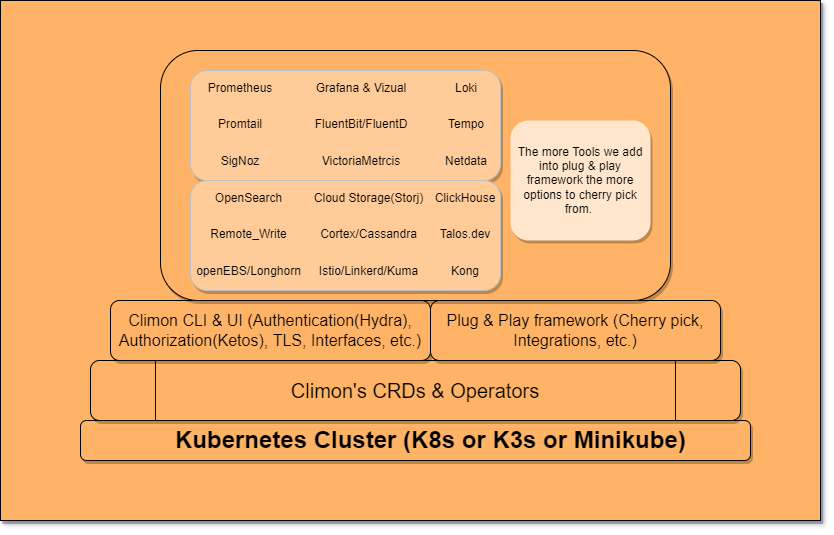 Prometheus Grafana & Vizual Loki
Promtail FluentBit/FluentD Tempo
SigNoz VictoriaMetrcis Netdata
OpenSearch Cloud Storage(Storj) ClickHouse
Remote_Write Cortex/Cassandra Talos.dev
openEBS/Longhorn Istio/Linkerd/Kuma Kong
The more Tools we add
into plug & play
framework the more
options to cherry pick
from.
Climon CLI & UI (Authentication(Hydra),
Authorization(Ketos), TLS, Interfaces, etc.)
Plug & Play framework (Cherry pick,
Integrations, etc.)
Climon's CRDs & Operators
Kubernetes Cluster (K8s or K3s or Minikube)